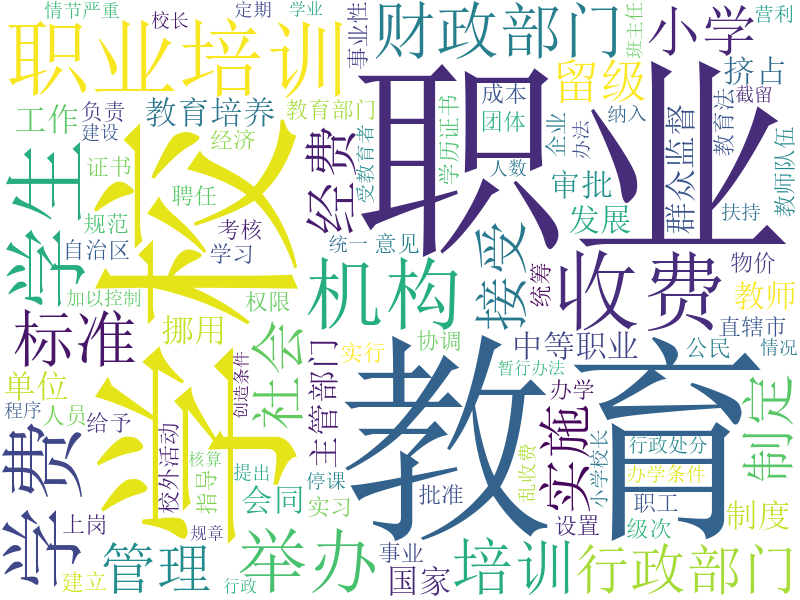 情节严重
校长
定期
学业
事业性
财政部门
小学
班主任
营利
职业培训
留级
挤占
工作
负责
教育培养
教育部门
成本
团体
纳入
截留
建设
经济
学历证书
企业
办法
群众监督
教育法
教师队伍
学生
校
证书
聘任
经费
受教育者
职业
人数
审批
规范
考核
发展
扶持
自治区
学习
统一
意见
接受
统筹
收费
物价
加以控制
权限
机构
教师
标准
挪用
社会
协调
中等职业
公民
直辖市
情况
单位
实行
暂行办法
学
教育
程序
人员
给予
创造条件
主管部门
办学
实施
制定
学费
校外活动
核算
行政处分
提出
停课
乱收费
小学校长
办学条件
指导
会同
实习
批准
职工
上岗
规章
设置
级次
制度
建立
管理
行政
举办
事业
国家
培训
行政部门